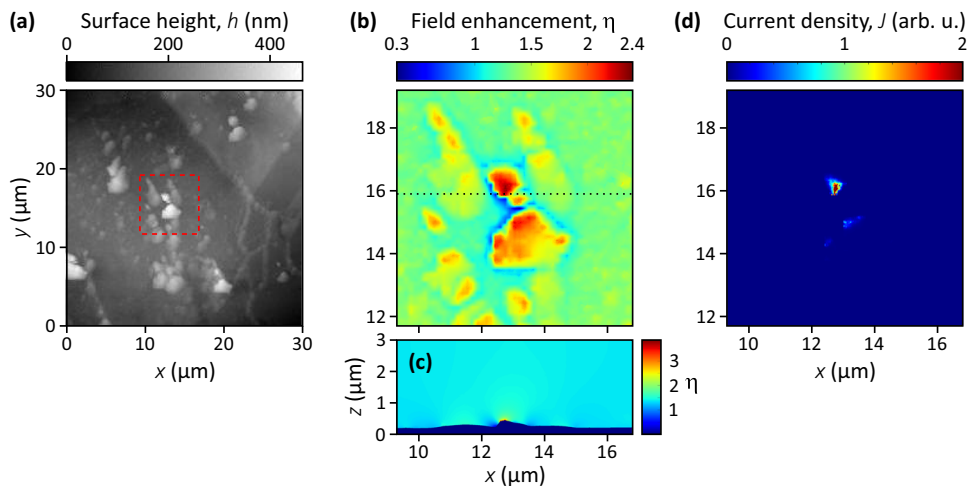 (a) Surface height, h (nm)
0 200 400
30
20
10
0
y (μm)
0 10 20 30
x (μm)
(b) Field enhancement, η
0.3 1 1.5 2 2.4
18
16
14
12
(c)
3
2
1
0
z (μm)
10 12 14 16
x (μm)
3
2
1
η
(d) Current density, J (arb. u.)
0 1 2
18
16
14
12
10 12 14 16
x (μm)